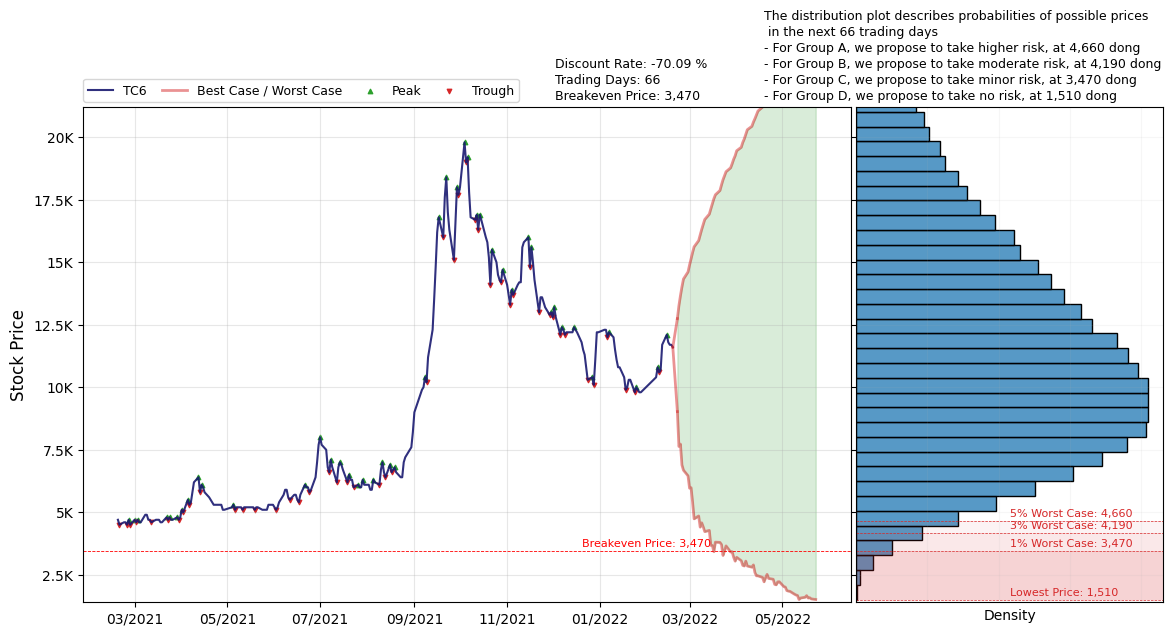 The distribution plot describes probabilities of possible prices
in the next 66 trading days
- For Group A, we propose to take higher risk, at 4,660 dong
- For Group B, we propose to take moderate risk, at 4,190 dong
- For Group C, we propose to take minor risk, at 3,470 dong
- For Group D, we propose to take no risk, at 1,510 dong
Discount Rate: -70.09 %
Trading Days: 66
Breakeven Price: 3,470
TC6
Best Case / Worst Case
Peak
Trough
Stock Price
20K
17.5K
15K
12.5K
10K
7.5K
5K
2.5K
Breakeven Price: 3,470
5% Worst Case: 4,660
3% Worst Case: 4,190
1% Worst Case: 3,470
Lowest Price: 1,510
03/2021
05/2021
07/2021
09/2021
11/2021
01/2022
03/2022
05/2022
Density